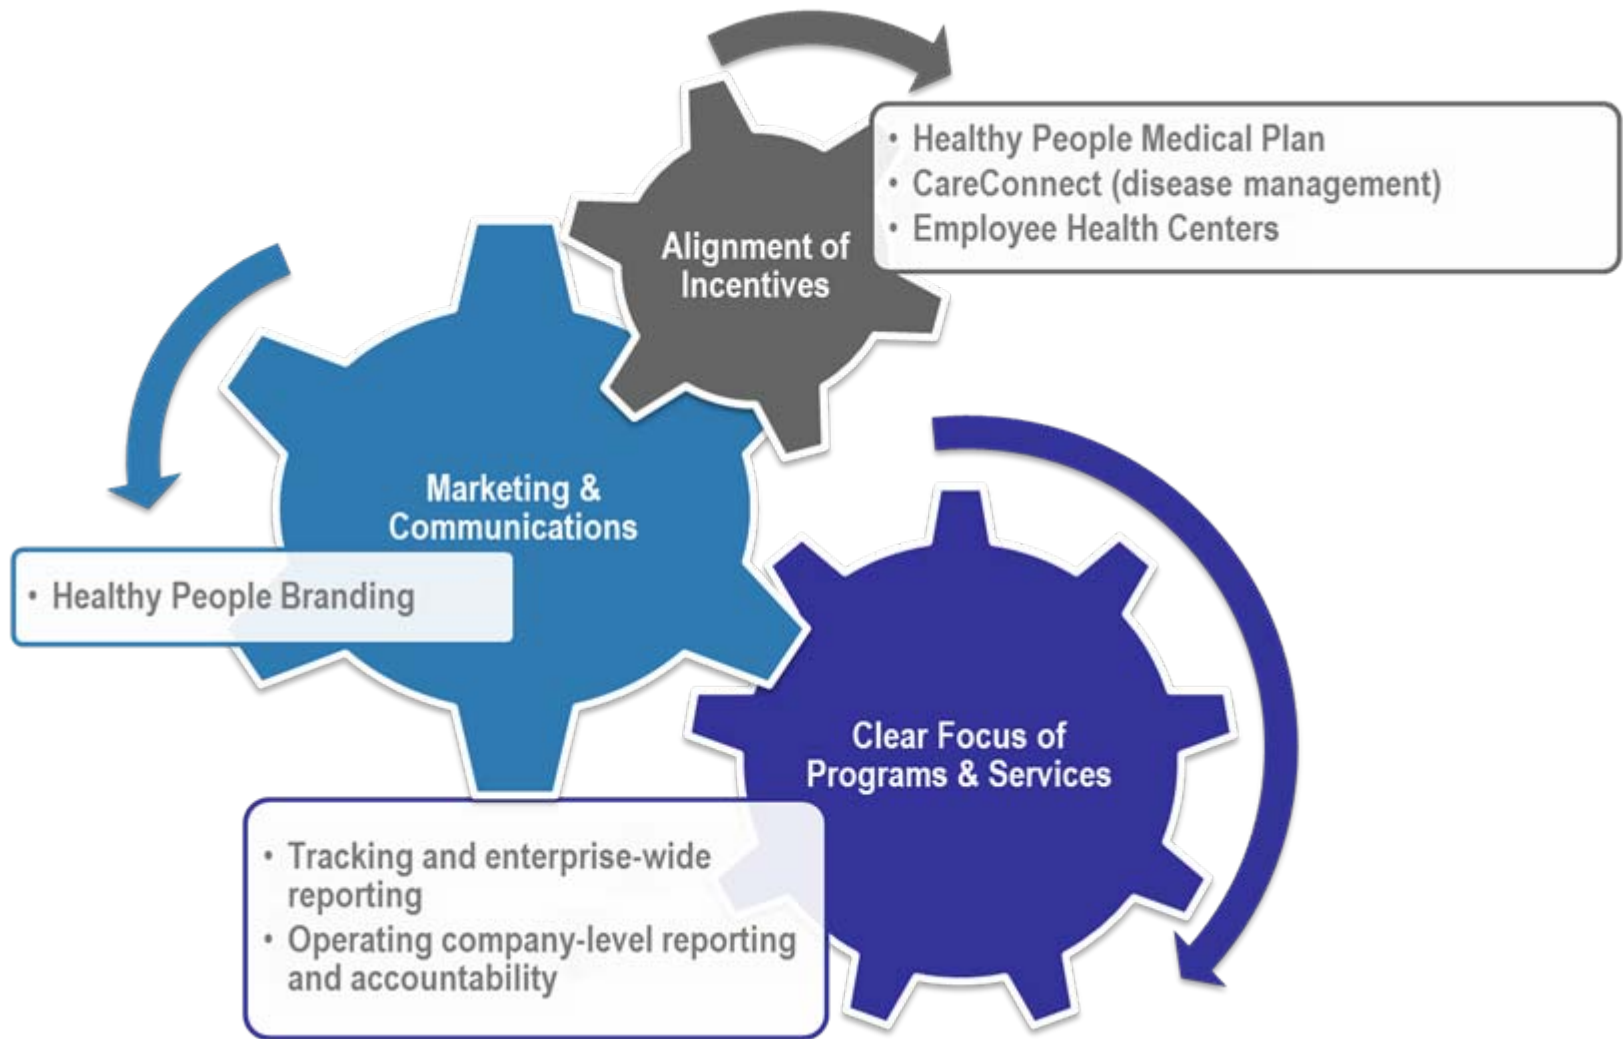 • Healthy People Medical Plan
• CareConnect (disease management)
• Employee Health Centers
Alignment of
Incentives
Marketing &
Communications
• Healthy People Branding
Clear Focus of
Programs & Services
• Tracking and enterprise-wide
reporting
• Operating company-level reporting
and accountability